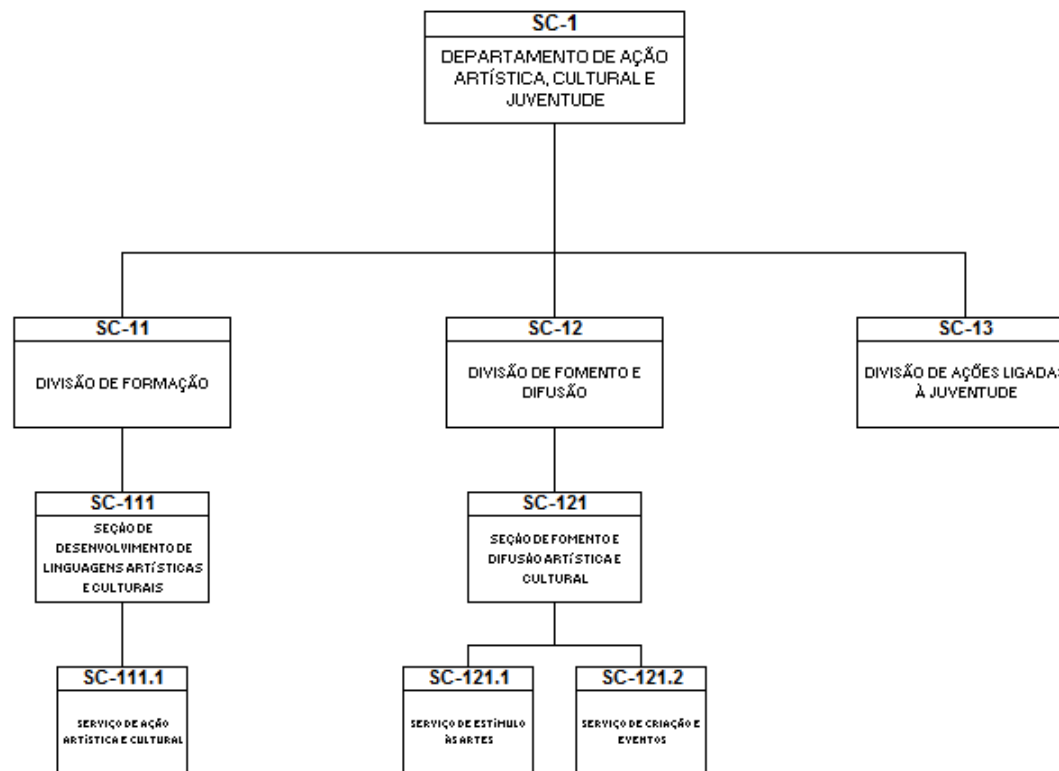 SC-1
DEPARTAMENTO DE AÇÃO
ARTÍSTICA, CULTURAL E
JUVENTUDE
SC-11
DIVISÃO DE FORMAÇÃO
SC-12
DIVISÃO DE FOMENTO E
DIFUSÃO
SC-13
DIVISÃO DE AÇÕES LIGADAS
À JUVENTUDE
SC-111
SEÇÃO DE
DESENVOLVIMENTO DE
LINGUAGENS ARTÍSTICAS
E CULTURAIS
SC-121
SEÇÃO DE FOMENTO E
DIFUSÃO ARTÍSTICA E
CULTURAL
SC-111.1
SERVIÇO DE AÇÃO
ARTÍSTICA E CULTURAL
SC-121.1
SERVIÇO DE ESTÍMULO
ÀS ARTES
SC-121.2
SERVIÇO DE CRIAÇÃO E
EVENTOS